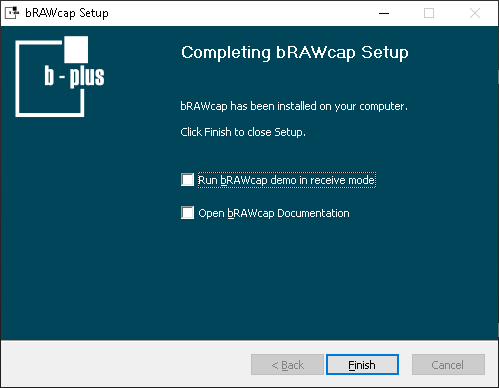 bRAWcap Setup
b - plus
Completing bRAWcap Setup
bRAWcap has been installed on your computer.
Click Finish to close Setup.
Run bRAWcap demo in receive mode
Open bRAWcap Documentation
< Back
Finish
Cancel